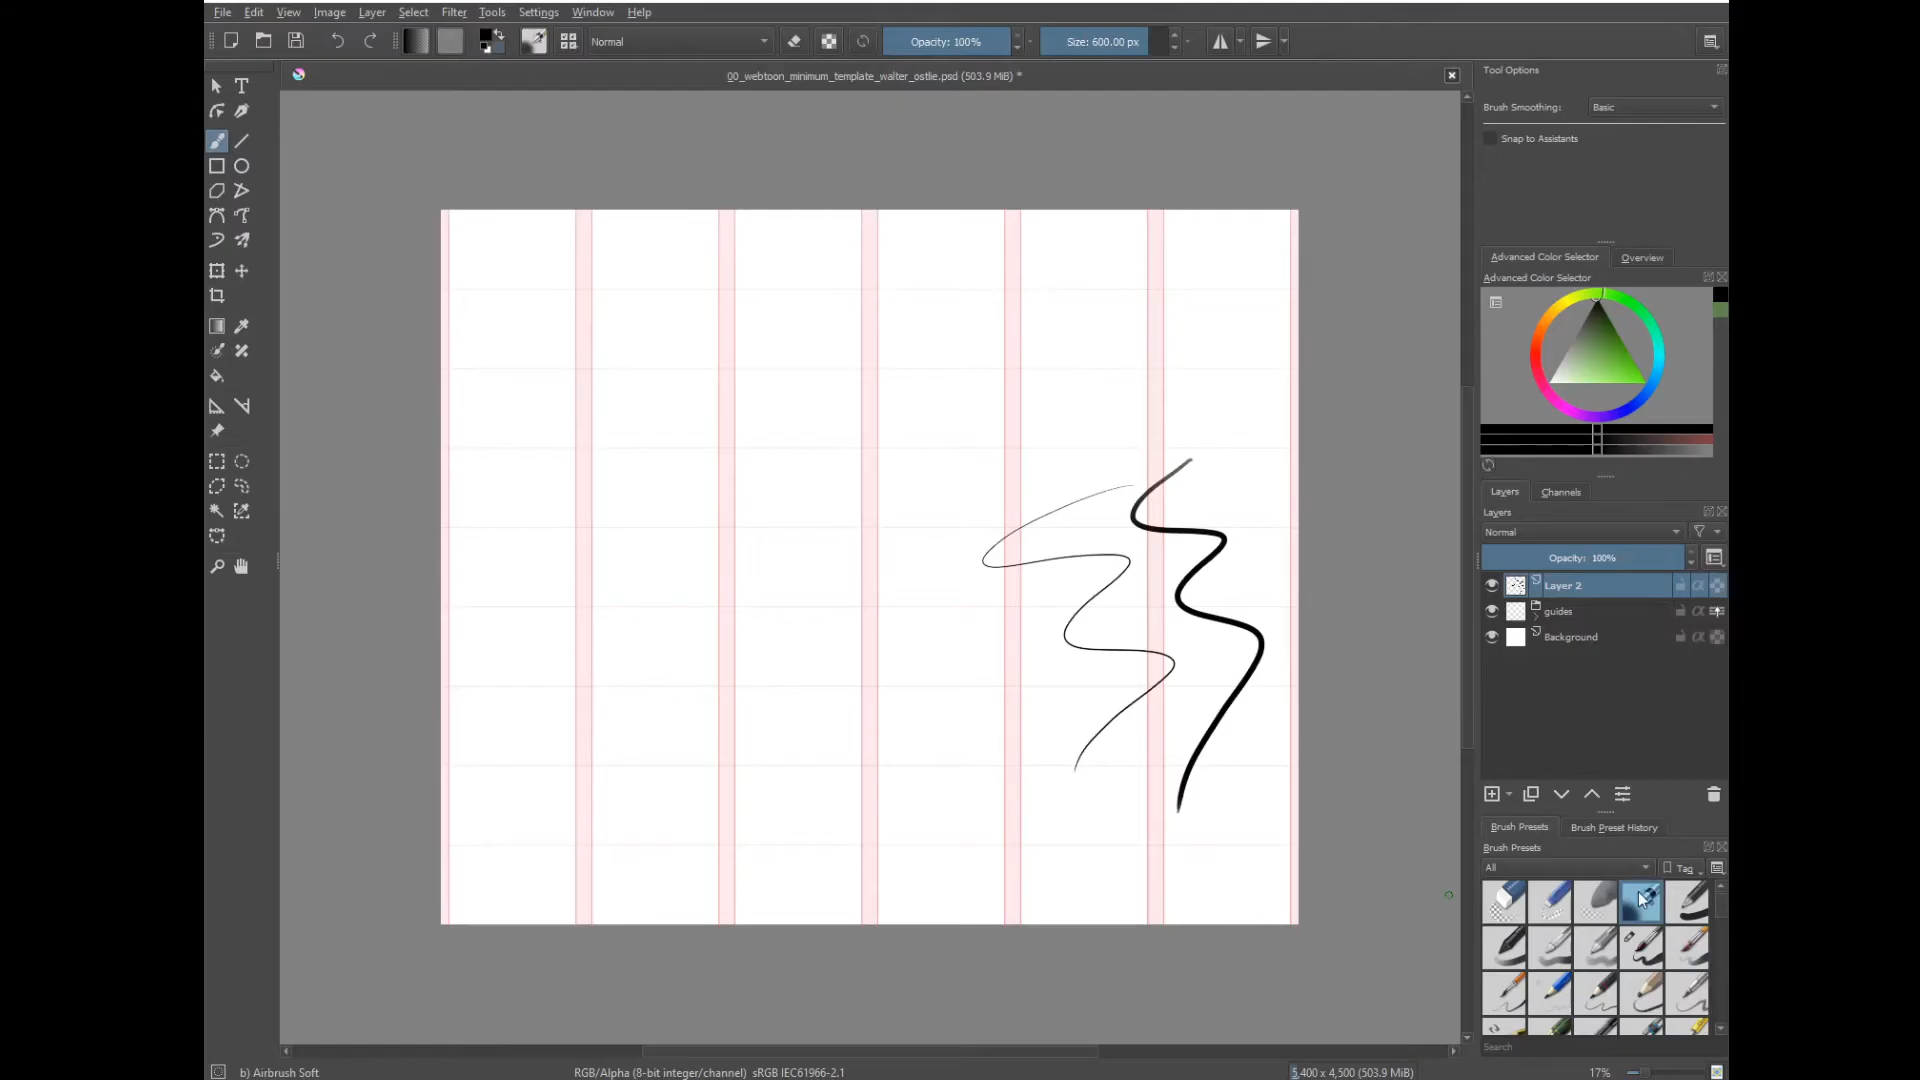 File Edit View Image Layer Select Filter Tools Settings Window Help
Normal Opacity: 100% Size: 600.00 px
00_webtoon_minimum_template_walter_ostlie.psd (503.9 MiB) *
Tool Options
Brush Smoothing: Basic
Snap to Assistants
Advanced Color Selector Overview
Advanced Color Selector
Layers Channels
Layers
Normal
Opacity: 100%
Layer 2
guides
Background
Brush Presets Brush Preset History
Brush Presets
All Tag
Search
b) Airbrush Soft RGB/Alpha (8-bit integer/channel) sRGB IEC61966-2.1 5,400 x 4,500 (503.9 MiB) 17%